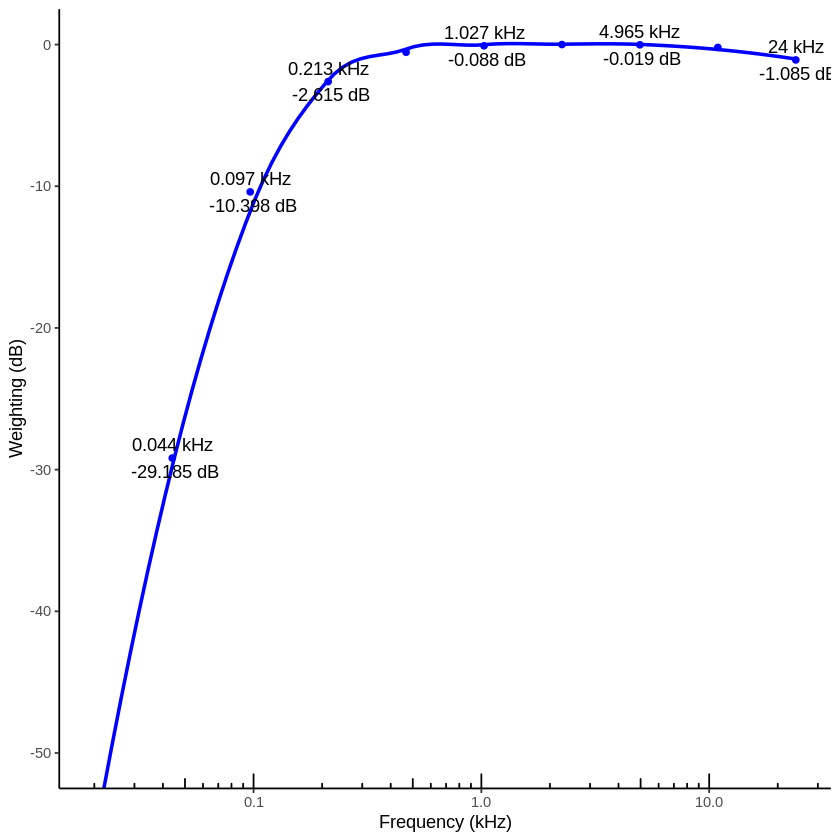 0
1.027 kHz
4.965 kHz
24 kHz
-0.088 dB
-0.019 dB
-1.085 dB
0.213 kHz
-2.615 dB
0.097 kHz
-10
-10.398 dB
-20
Weighting (dB)
0.044 kHz
-30
-29.185 dB
-40
-50
0.1
1.0
10.0
Frequency (kHz)